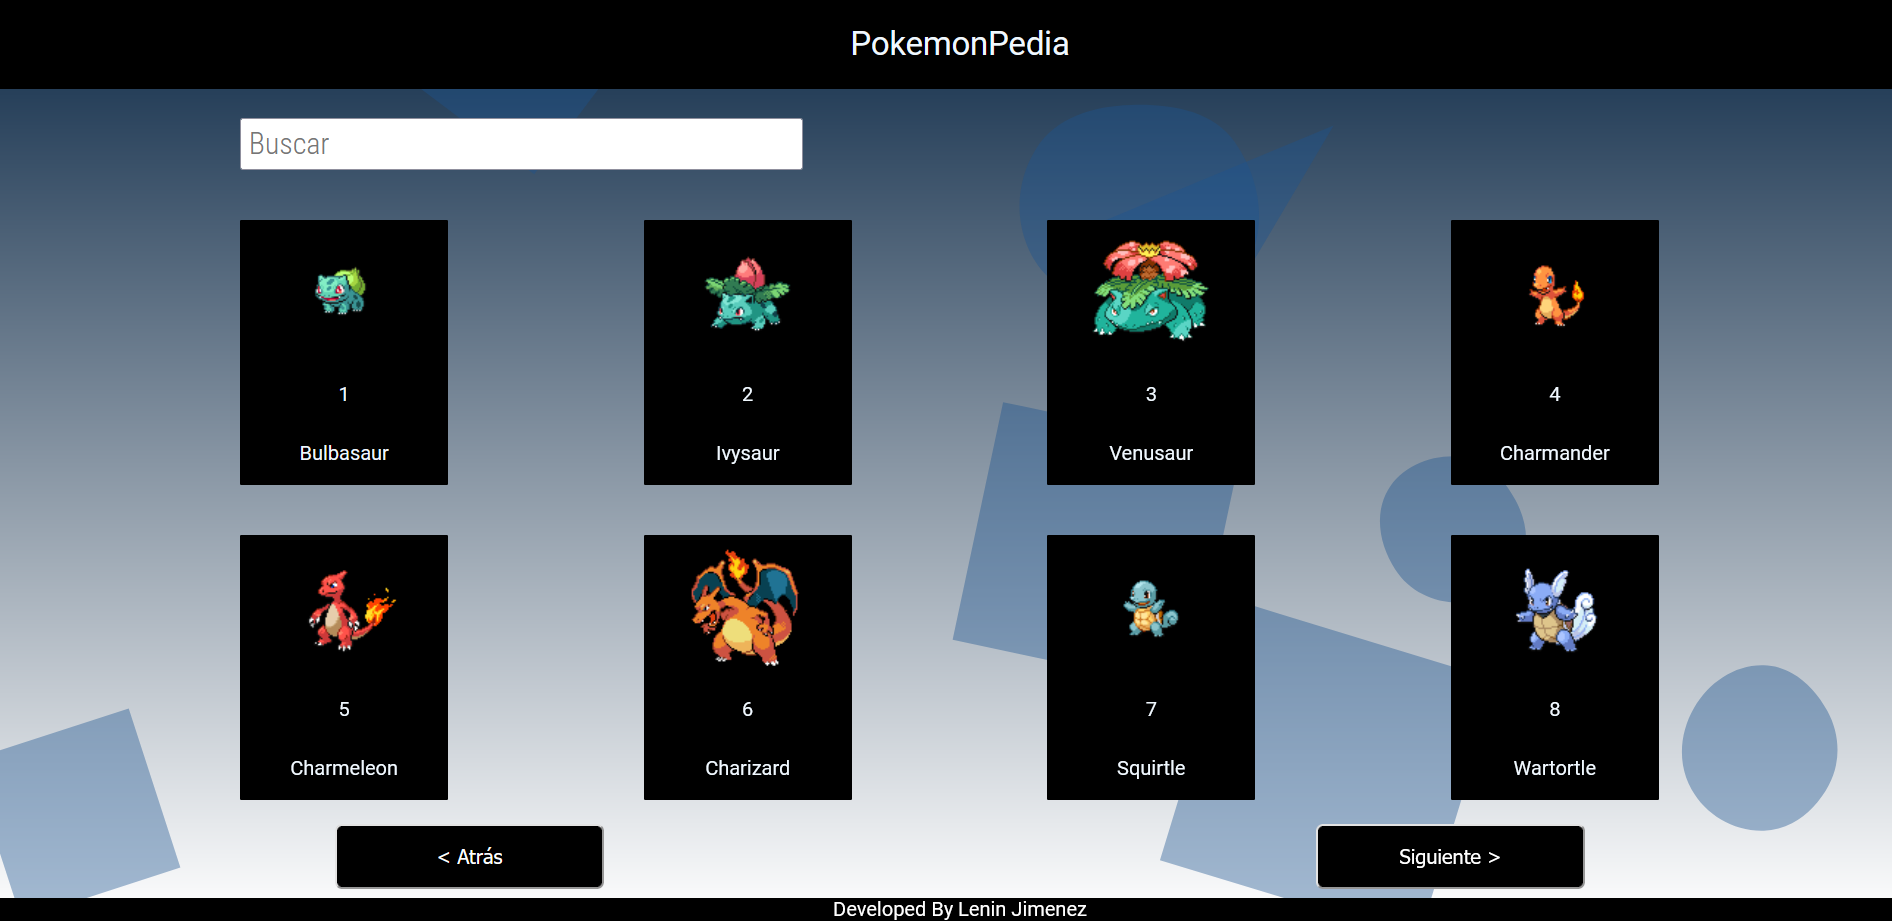 PokemonPedia
Buscar
1
Bulbasaur
2
Ivysaur
3
Venusaur
4
Charmander
5
Charmeleon
6
Charizard
7
Squirtle
8
Wartortle
< Atrás
Siguiente >
Developed By Lenin Jimenez